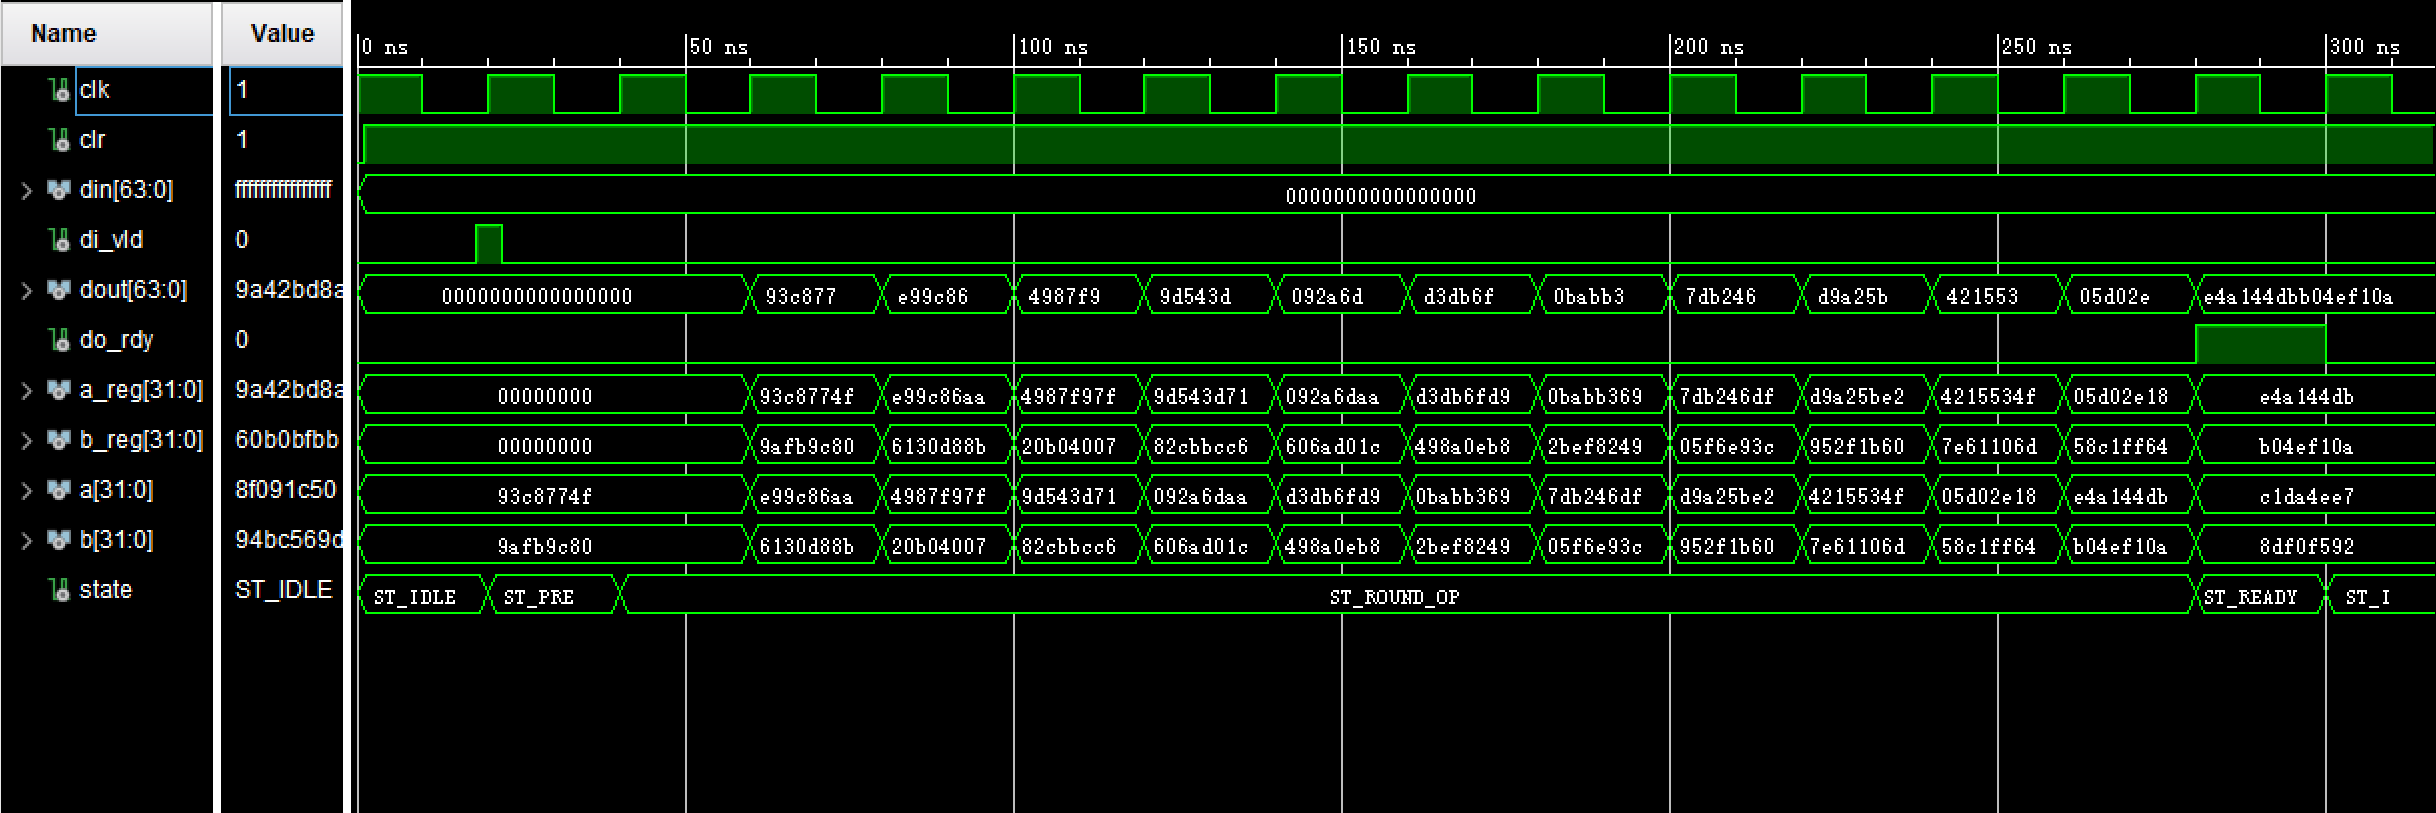 Name Value
0 ns 50 ns 100 ns 150 ns 200 ns 250 ns 300 ns
clk 1
clr 1
din[63:0] ffffffffffffffff 0000000000000000
di_vld 0
dout[63:0] 9a42bd8a 0000000000000000 93c877 e99c86 4987f9 9d543d 092a6d d3db6f 0babb3 7db246 d9a25b 421553 05d02e e4a144dbb04ef10a
do_rdy 0
a_reg[31:0] 9a42bd8a 00000000 93c8774f e99c86aa 4987f97f 9d543d71 092a6daa d3db6fd9 0babb369 7db246df d9a25be2 4215534f 05d02e18 e4a144db
b_reg[31:0] 60b0bfbb 00000000 9afb9c80 6130d88b 20b04007 82cbbcc6 606ad01c 498a0eb8 2bef8249 05f6e93c 952f1b60 7e61106d 58c1ff64 b04ef10a
a[31:0] 8f091c50 93c8774f e99c86aa 4987f97f 9d543d71 092a6daa d3db6fd9 0babb369 7db246df d9a25be2 4215534f 05d02e18 e4a144db c1da4ee7
b[31:0] 94bc569d 9afb9c80 6130d88b 20b04007 82cbbcc6 606ad01c 498a0eb8 2bef8249 05f6e93c 952f1b60 7e61106d 58c1ff64 b04ef10a 8df0f592
state ST_IDLE ST_IDLE ST_PRE ST_ROUND_OP ST_READY ST_I